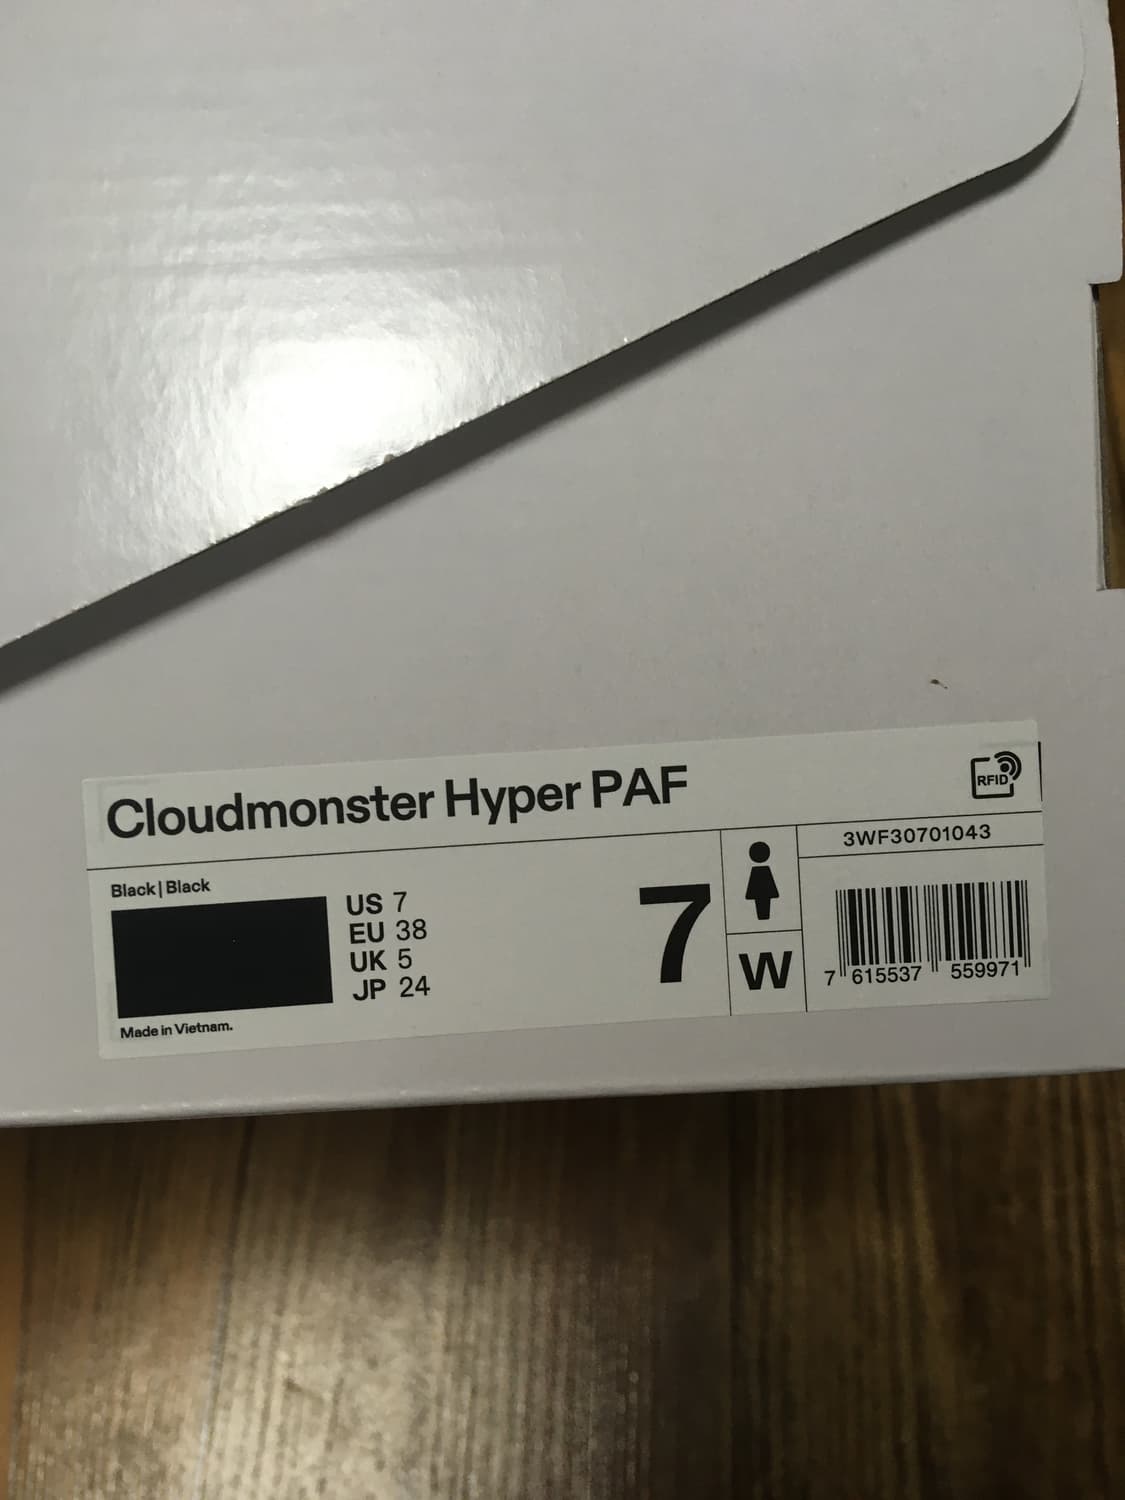 Cloudmonster Hyper PAF
RFID
3WF30701043
Black|Black
US 7
EU 38
UK 5
JP 24
7
W
7 615537 559971
Made in Vietnam.